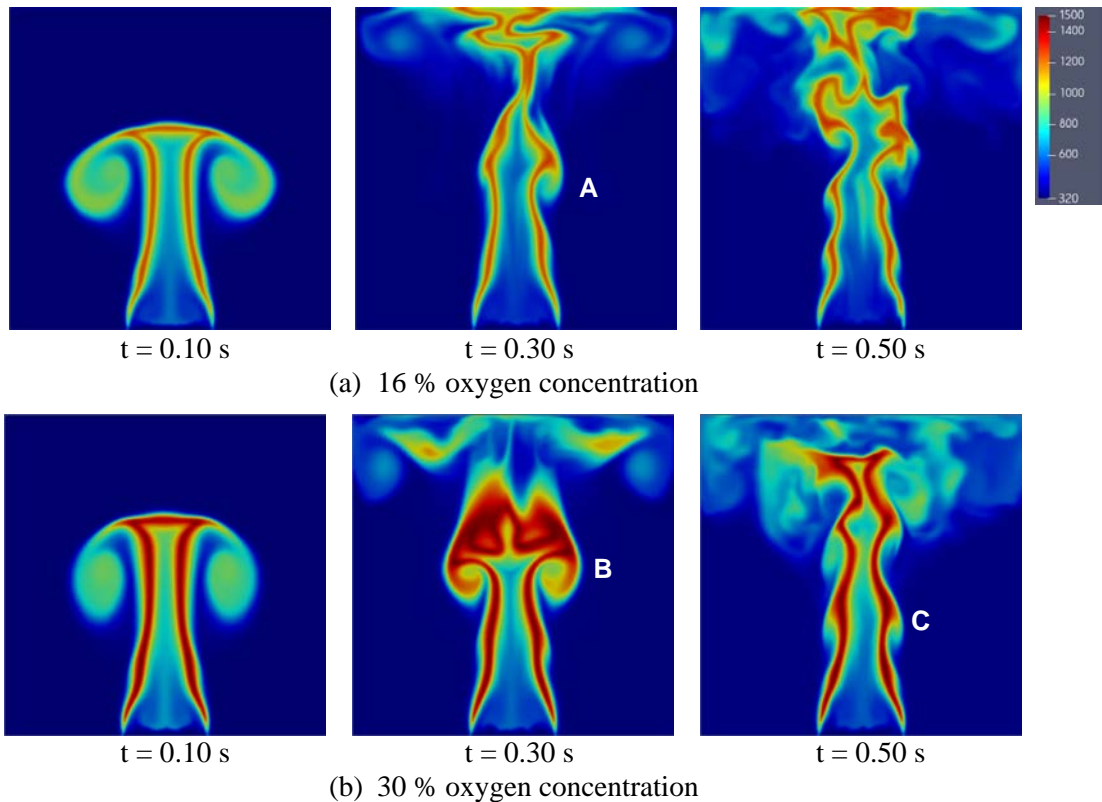 1500
1400
1200
1000
800
600
320
A
t = 0.10 s
t = 0.30 s
t = 0.50 s
(a) 16 % oxygen concentration
B
C
t = 0.10 s
t = 0.30 s
t = 0.50 s
(b) 30 % oxygen concentration